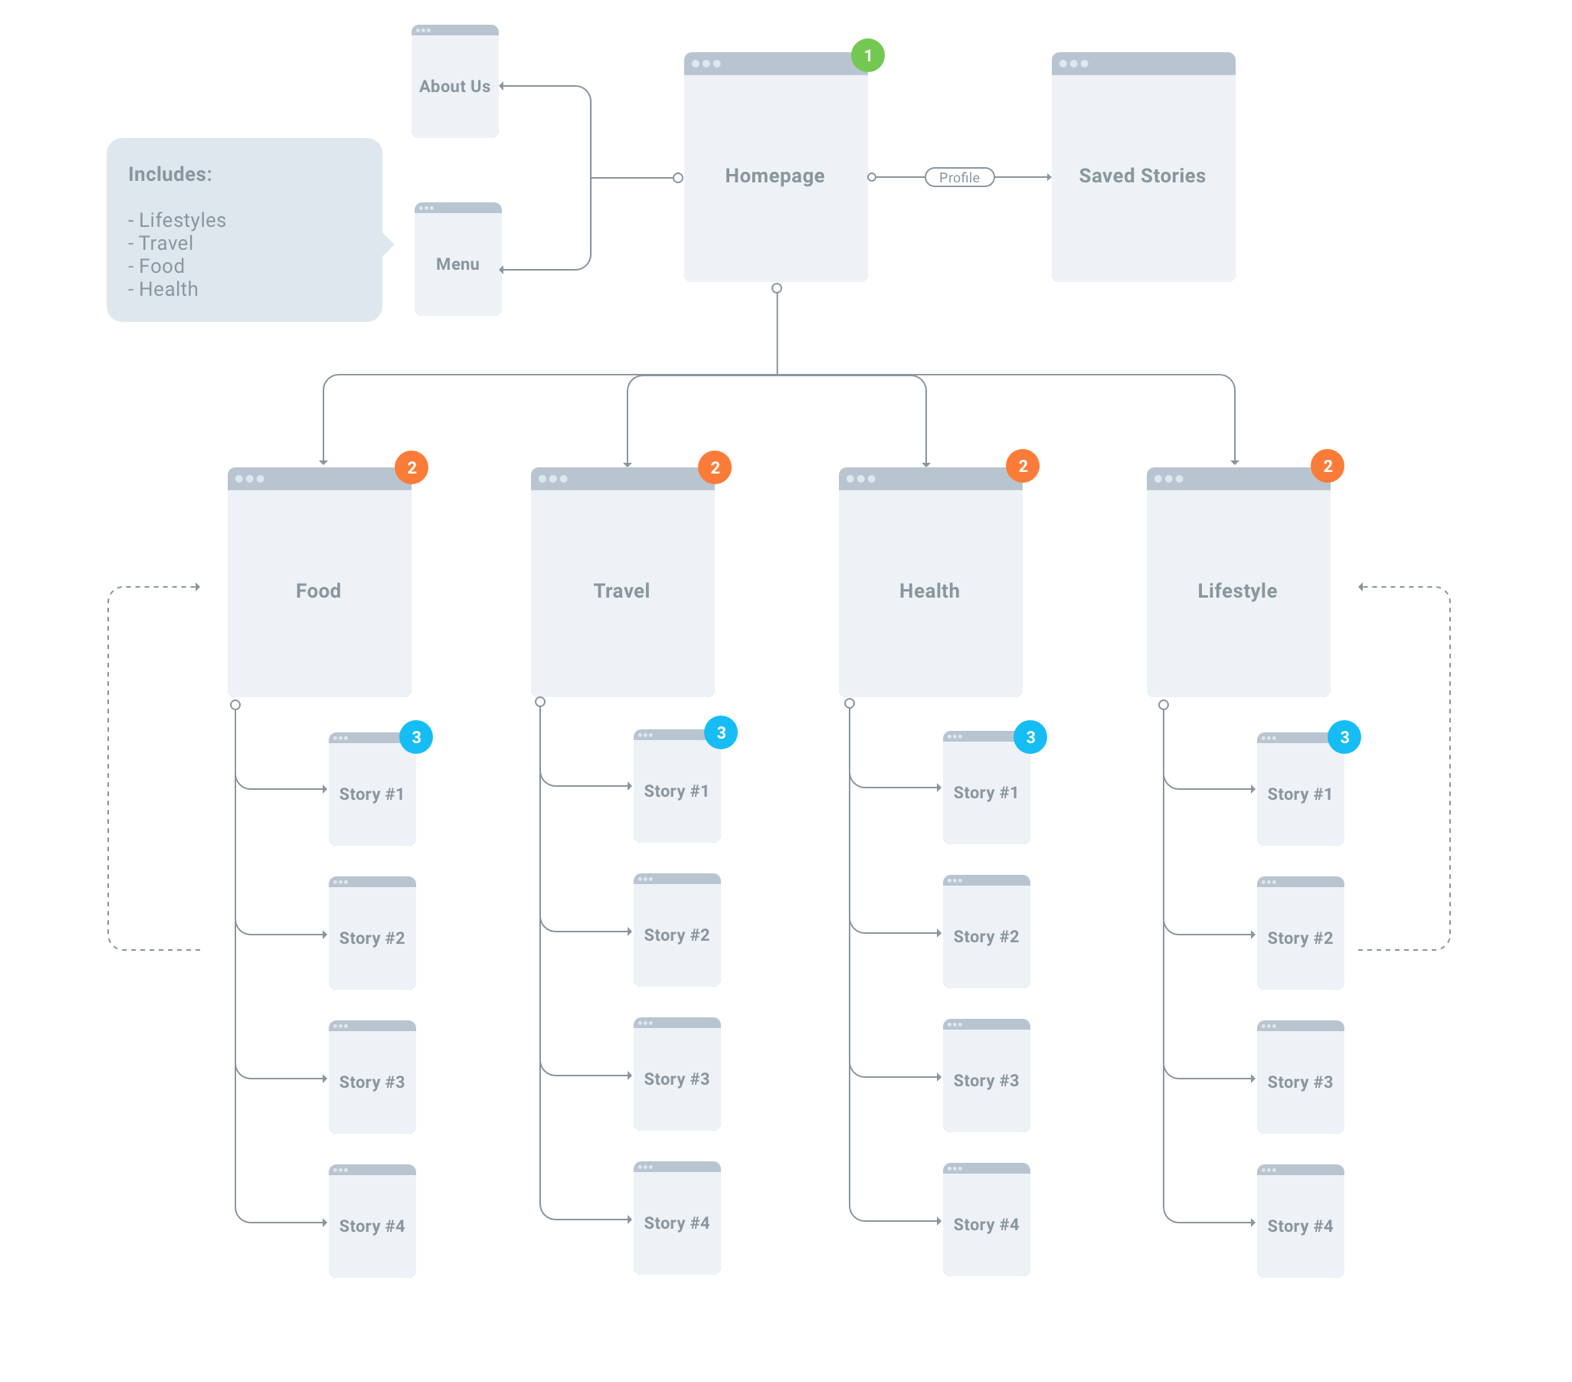 About Us
1
Homepage
Profile
Saved Stories
Includes:
- Lifestyles
- Travel
- Food
- Health
Menu
2
Food
2
Travel
2
Health
2
Lifestyle
3
Story #1
Story #2
Story #3
Story #4
3
Story #1
Story #2
Story #3
Story #4
3
Story #1
Story #2
Story #3
Story #4
3
Story #1
Story #2
Story #3
Story #4